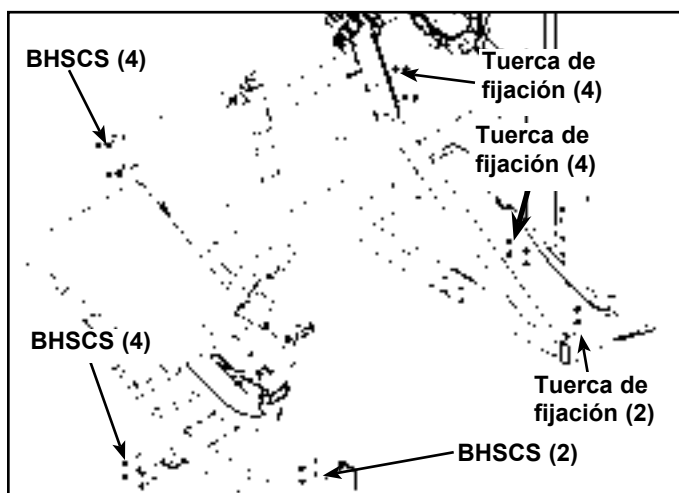 BHSCS (4)
Tuerca de
fijación (4)
Tuerca de
fijación (4)
BHSCS (4)
Tuerca de
fijación (2)
BHSCS (2)